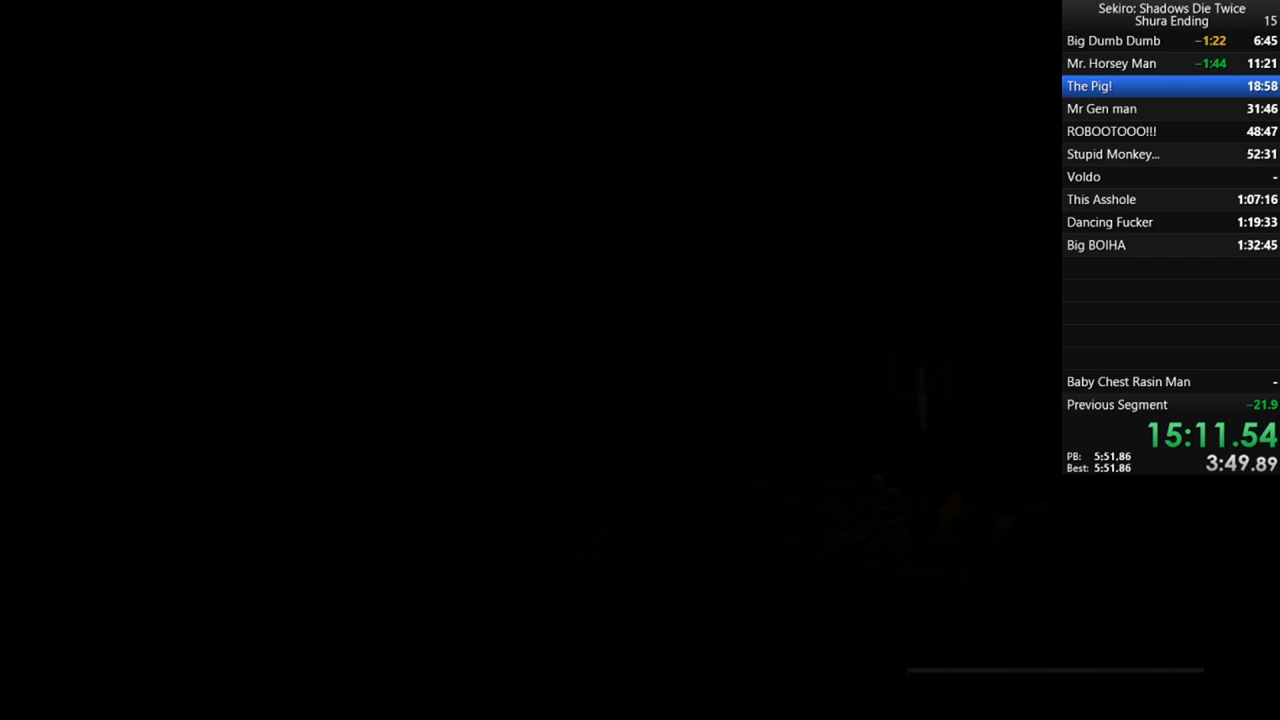 Sekiro: Shadows Die Twice
Shura Ending 15
Big Dumb Dumb −1:22 6:45
Mr. Horsey Man −1:44 11:21
The Pig! 18:58
Mr Gen man 31:46
ROBOOTOOO!!! 48:47
Stupid Monkey... 52:31
Voldo -
This Asshole 1:07:16
Dancing Fucker 1:19:33
Big BOIHA 1:32:45
Baby Chest Rasin Man -
Previous Segment −21.9
15:11.54
PB: 5:51.86 3:49.89
Best: 5:51.86